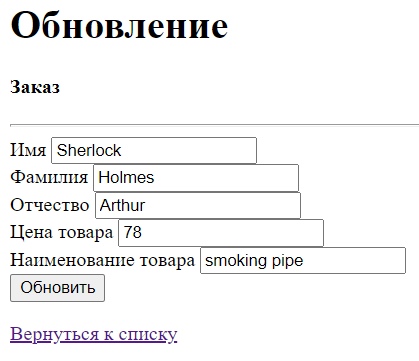 Обновление
Заказ
Имя Sherlock
Фамилия Holmes
Отчество Arthur
Цена товара 78
Наименование товара smoking pipe
Обновить
Вернуться к списку